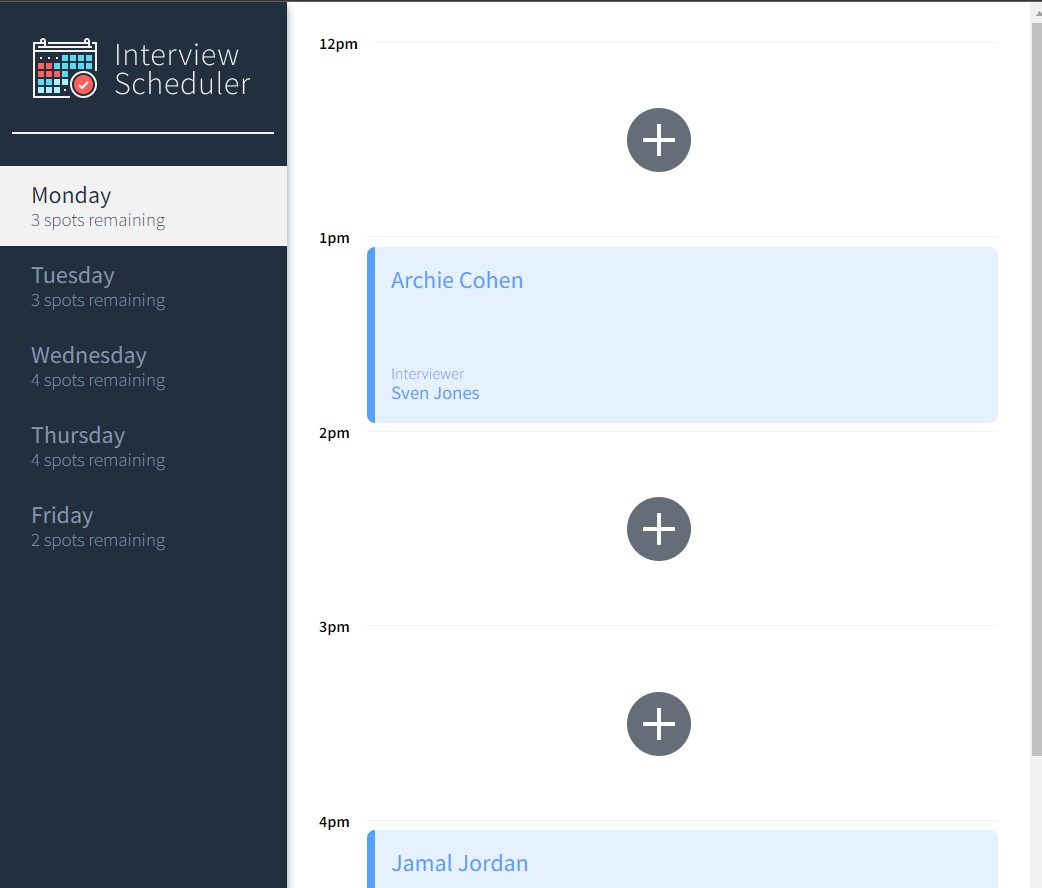 Interview
Scheduler
Monday
3 spots remaining
Tuesday
3 spots remaining
Wednesday
4 spots remaining
Thursday
4 spots remaining
Friday
2 spots remaining
12pm
1pm
Archie Cohen
Interviewer
Sven Jones
2pm
3pm
4pm
Jamal Jordan